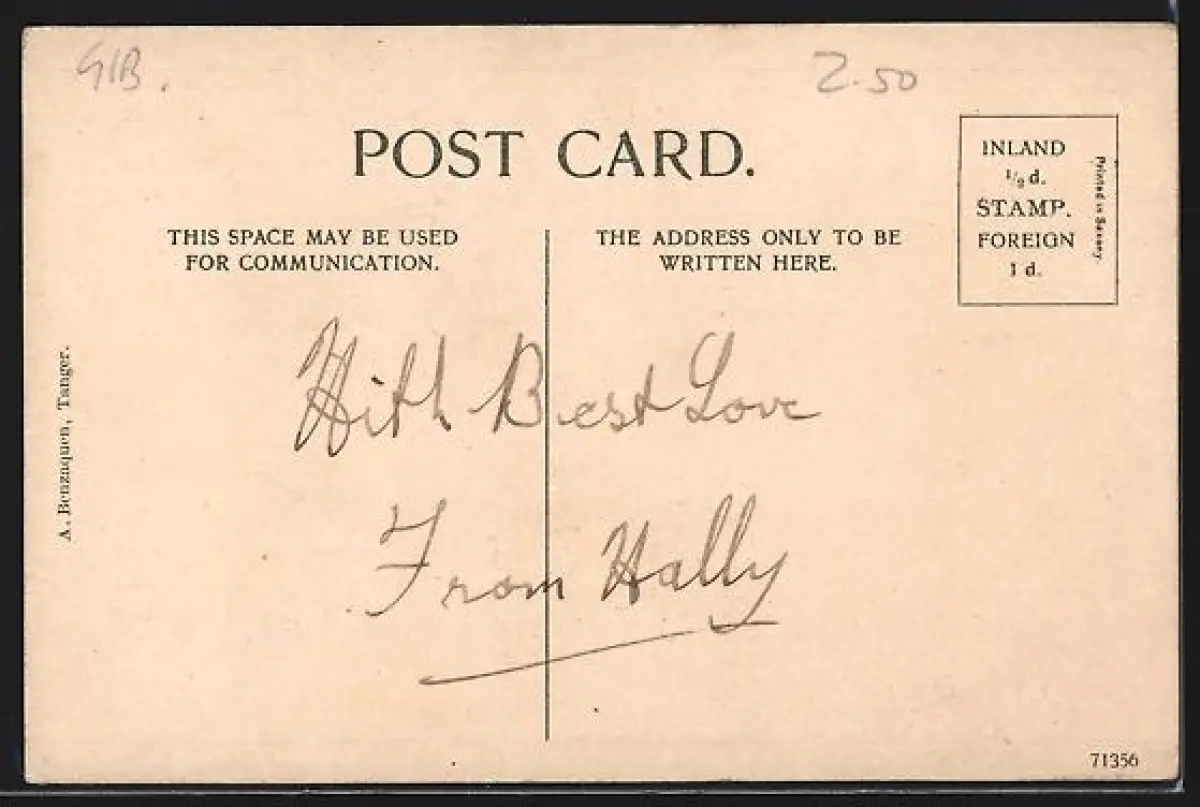 GIB.
2.50
POST CARD.
THIS SPACE MAY BE USED
FOR COMMUNICATION.
THE ADDRESS ONLY TO BE
WRITTEN HERE.
INLAND
1/2 d.
STAMP.
FOREIGN
1 d.
Printed in Saxony.
A. Benzaquen, Tanger.
With Best Love
From Wally
71356